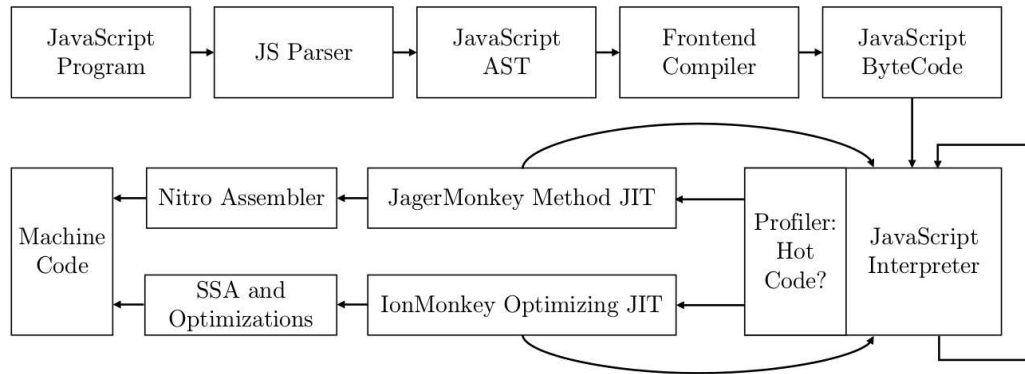 JavaScript
Program
JS Parser
JavaScript
AST
Frontend
Compiler
JavaScript
ByteCode
Machine
Code
Nitro Assembler
JagerMonkey Method JIT
SSA and
Optimizations
IonMonkey Optimizing JIT
Profiler:
Hot
Code?
JavaScript
Interpreter